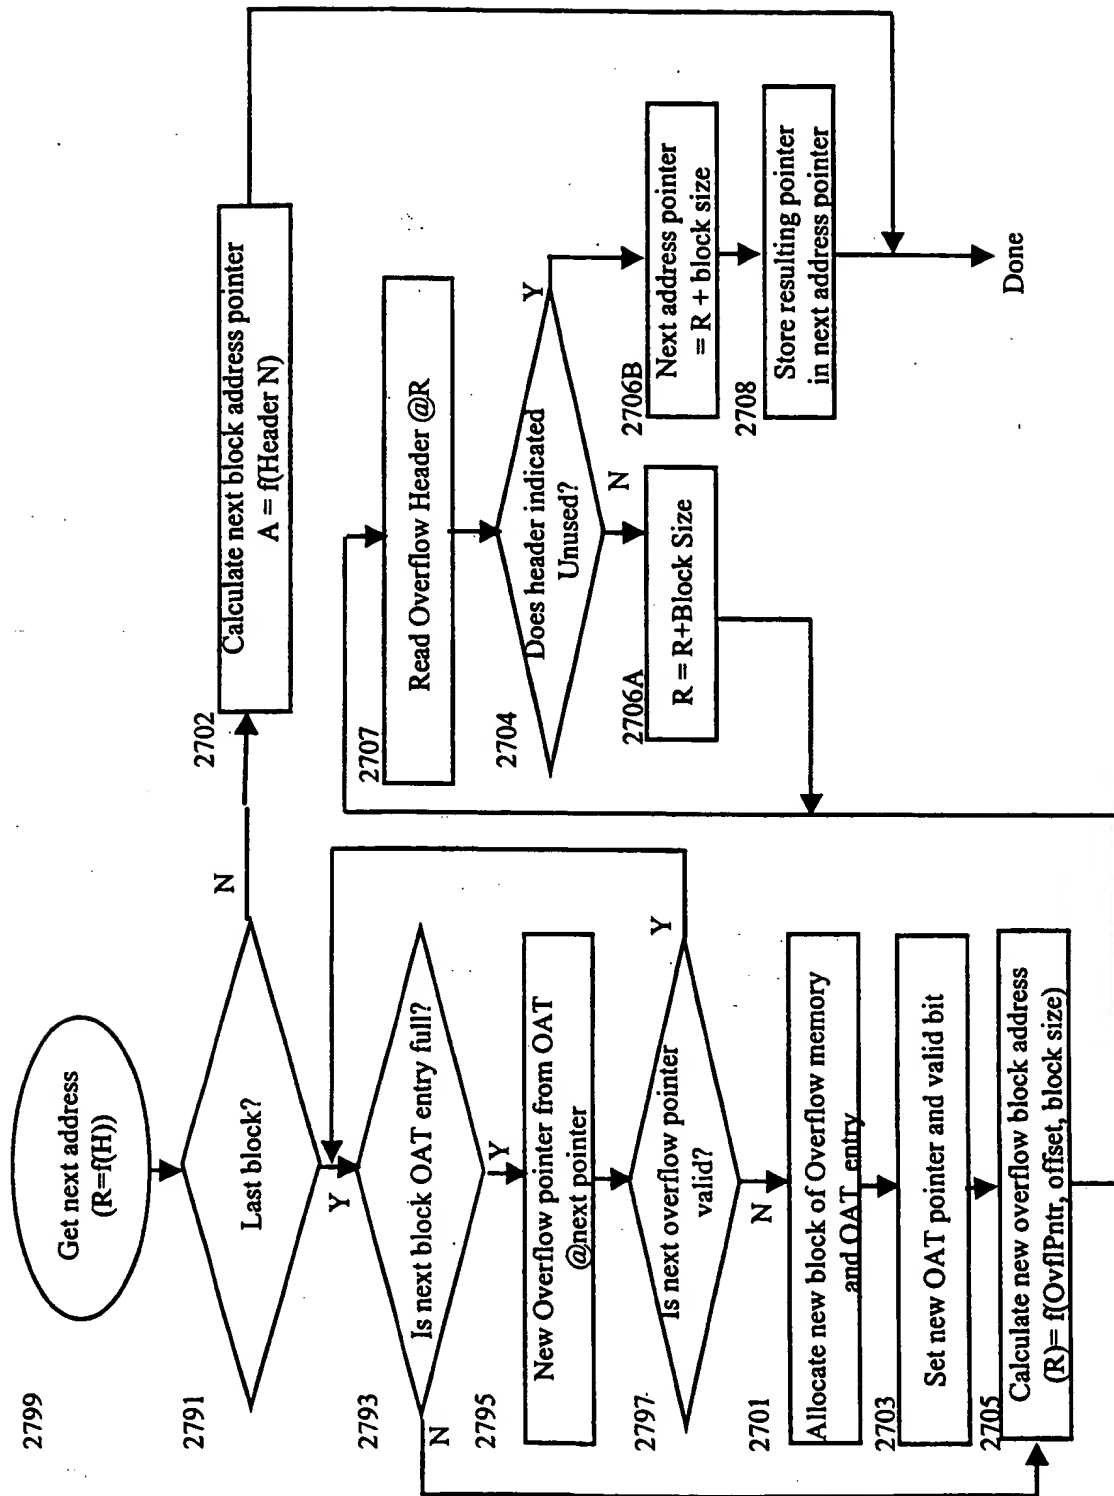 2799
Get next address
(R=f(H))
2791
Last block?
N
Y
2793
Is next block OAT entry full?
N
Y
2795
New Overflow pointer from OAT
@next pointer
2797
Is next overflow pointer
valid?
Y
N
2701
Allocate new block of Overflow memory
and OAT entry
2703
Set new OAT pointer and valid bit
2705
Calculate new overflow block address
(R)= f(OvflPntr, offset, block size)
2702
Calculate next block address pointer
A = f(Header N)
2707
Read Overflow Header @R
2704
Does header indicated
Unused?
Y
N
2706A
R = R+Block Size
2706B
Next address pointer
= R + block size
2708
Store resulting pointer
in next address pointer
Done